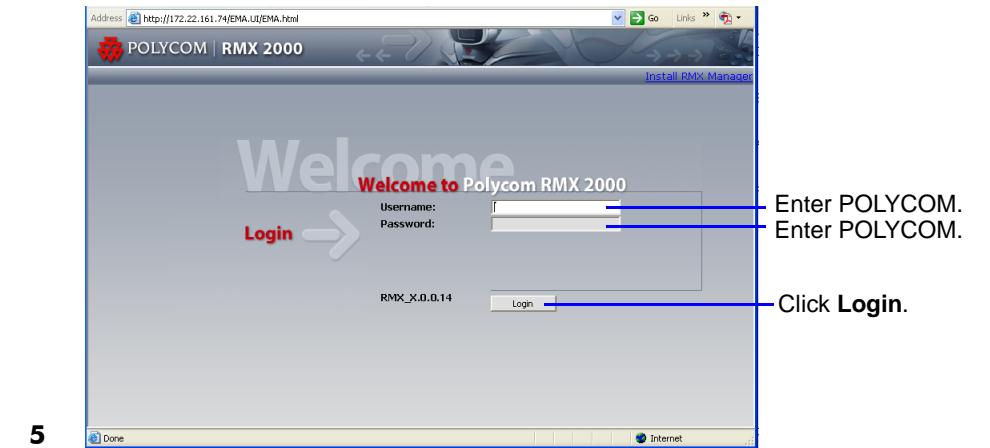 Address http://172.22.161.74/EMA.UI/EMA.html Go Links »
POLYCOM | RMX 2000
Install RMX Manager
Welcome
Welcome to Polycom RMX 2000
Username:
Enter POLYCOM.
Password:
Enter POLYCOM.
Login
RMX_X.0.0.14
Login
Click Login.
5
Done
Internet